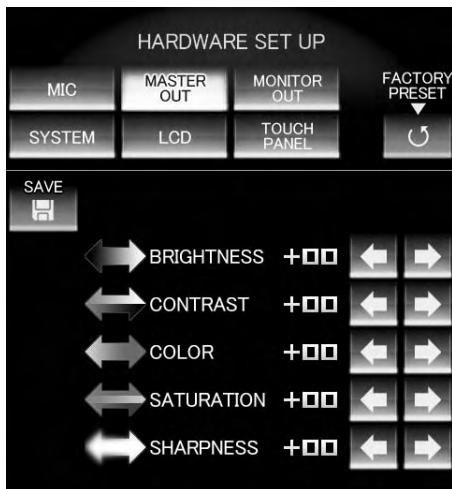 HARDWARE SET UP
MIC
MASTER
OUT
MONITOR
OUT
FACTORY
PRESET
SYSTEM
LCD
TOUCH
PANEL
SAVE
BRIGHTNESS +00
CONTRAST +00
COLOR +00
SATURATION +00
SHARPNESS +00